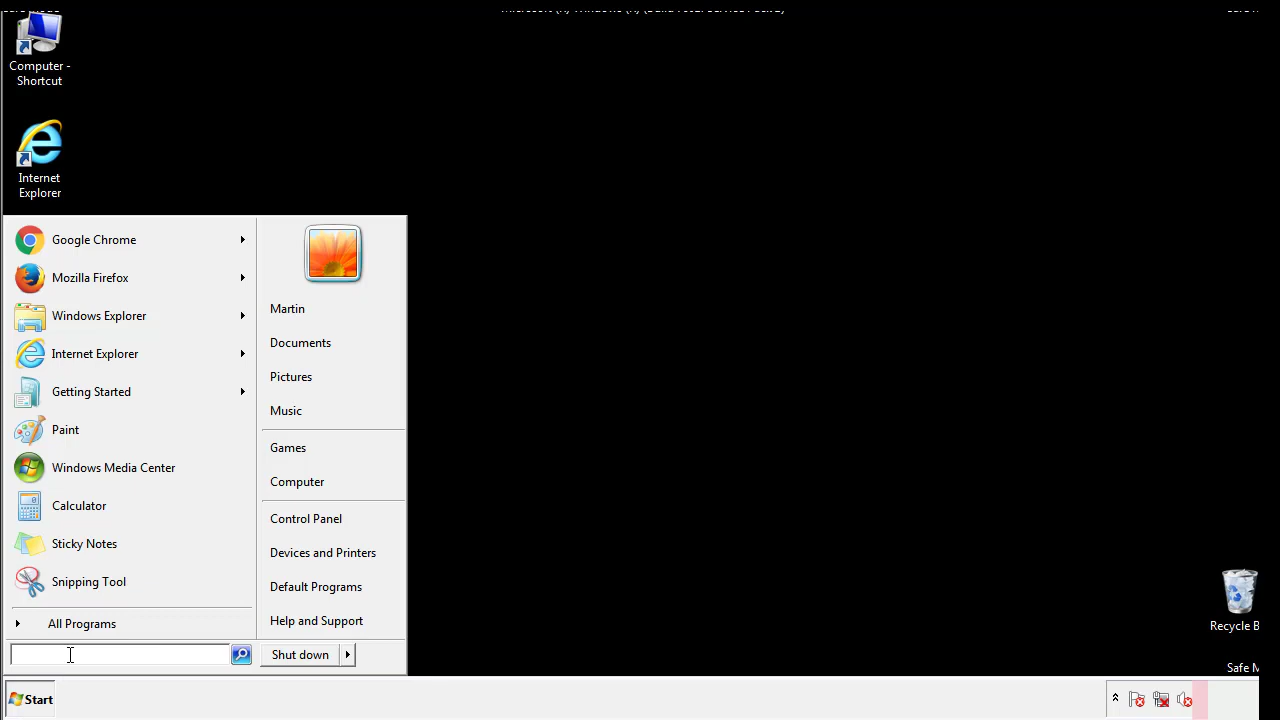 Computer -
Shortcut
Internet
Explorer
Google Chrome
Mozilla Firefox
Windows Explorer
Internet Explorer
Getting Started
Paint
Windows Media Center
Calculator
Sticky Notes
Snipping Tool
All Programs
Martin
Documents
Pictures
Music
Games
Computer
Control Panel
Devices and Printers
Default Programs
Help and Support
Shut down
Recycle B
Safe M
Start